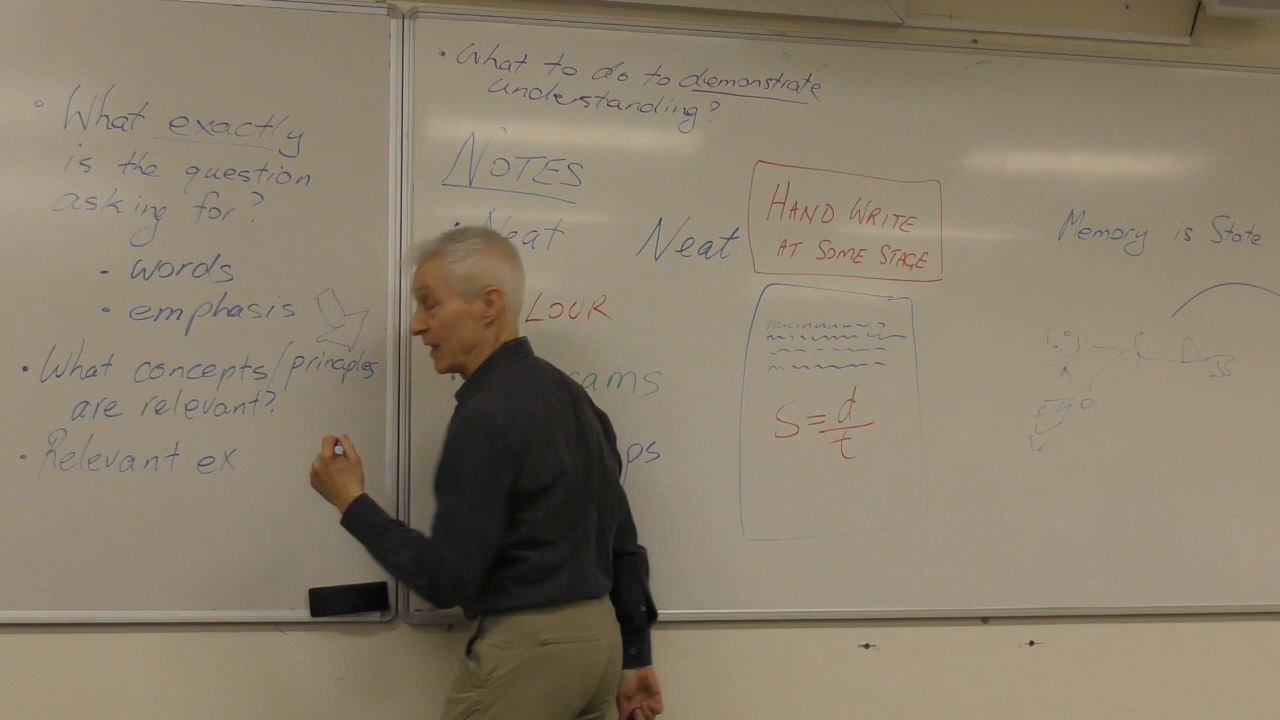 • What exactly
is the question
asking for?
- words
• emphasis
• What concepts/principles
are relevant?
• Relevant ex
• What to do to demonstrate
understanding?
NOTES
• Neat
Neat
LOUR
ams
ps
HAND WRITE
AT SOME STAGE
S = d
t
Memory is State